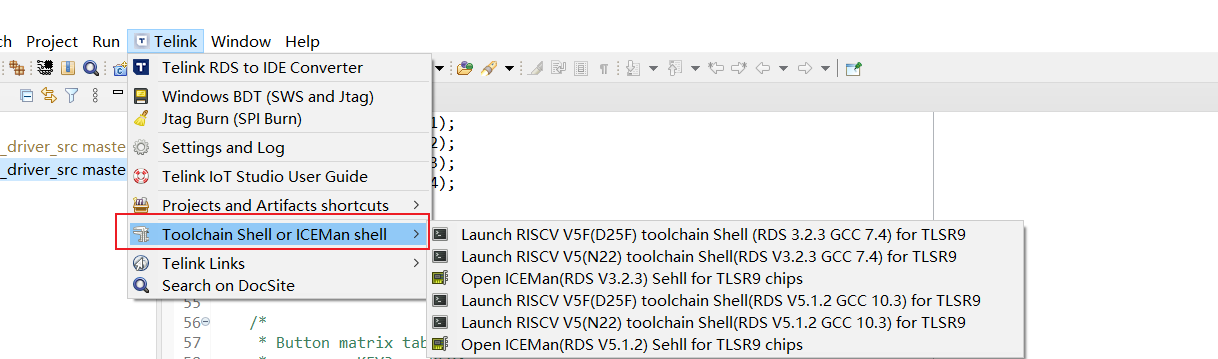 ch Project Run Telink Window Help
Telink RDS to IDE Converter
Windows BDT (SWS and Jtag)
Jtag Burn (SPI Burn)
Settings and Log
Telink IoT Studio User Guide
Projects and Artifacts shortcuts
Toolchain Shell or ICEMan shell
Telink Links
Search on DocSite
_driver_src maste
_driver_src maste
1);
2);
3);
4);
Launch RISCV V5F(D25F) toolchain Shell (RDS 3.2.3 GCC 7.4) for TLSR9
Launch RISCV V5(N22) toolchain Shell(RDS V3.2.3 GCC 7.4) for TLSR9
Open ICEMan(RDS V3.2.3) Sehll for TLSR9 chips
Launch RISCV V5F(D25F) toolchain Shell(RDS V5.1.2 GCC 10.3) for TLSR9
Launch RISCV V5(N22) toolchain Shell(RDS V5.1.2 GCC 10.3) for TLSR9
Open ICEMan(RDS V5.1.2) Sehll for TLSR9 chips
55
56 /*
57 * Button matrix tab